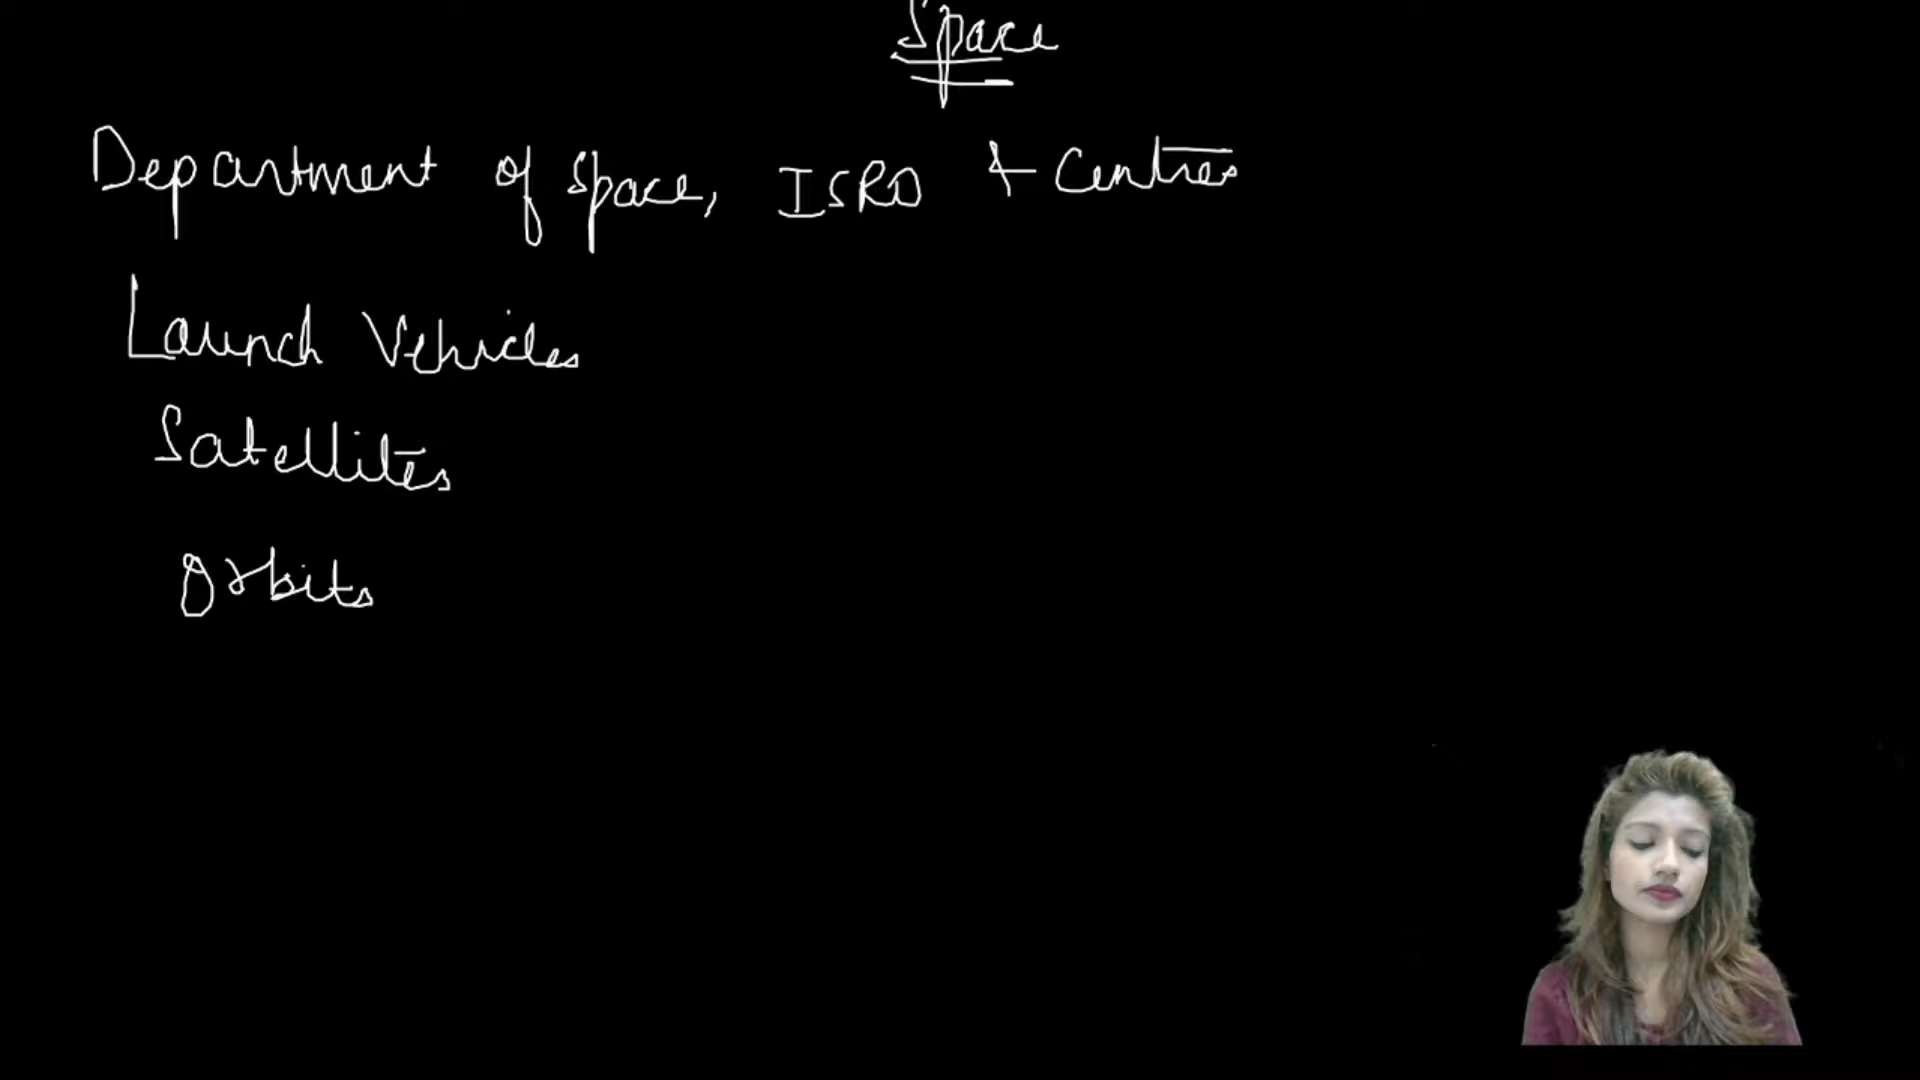 Space
Department of Space, ISRO & Centres
Launch Vehicles
Satellites
Orbits